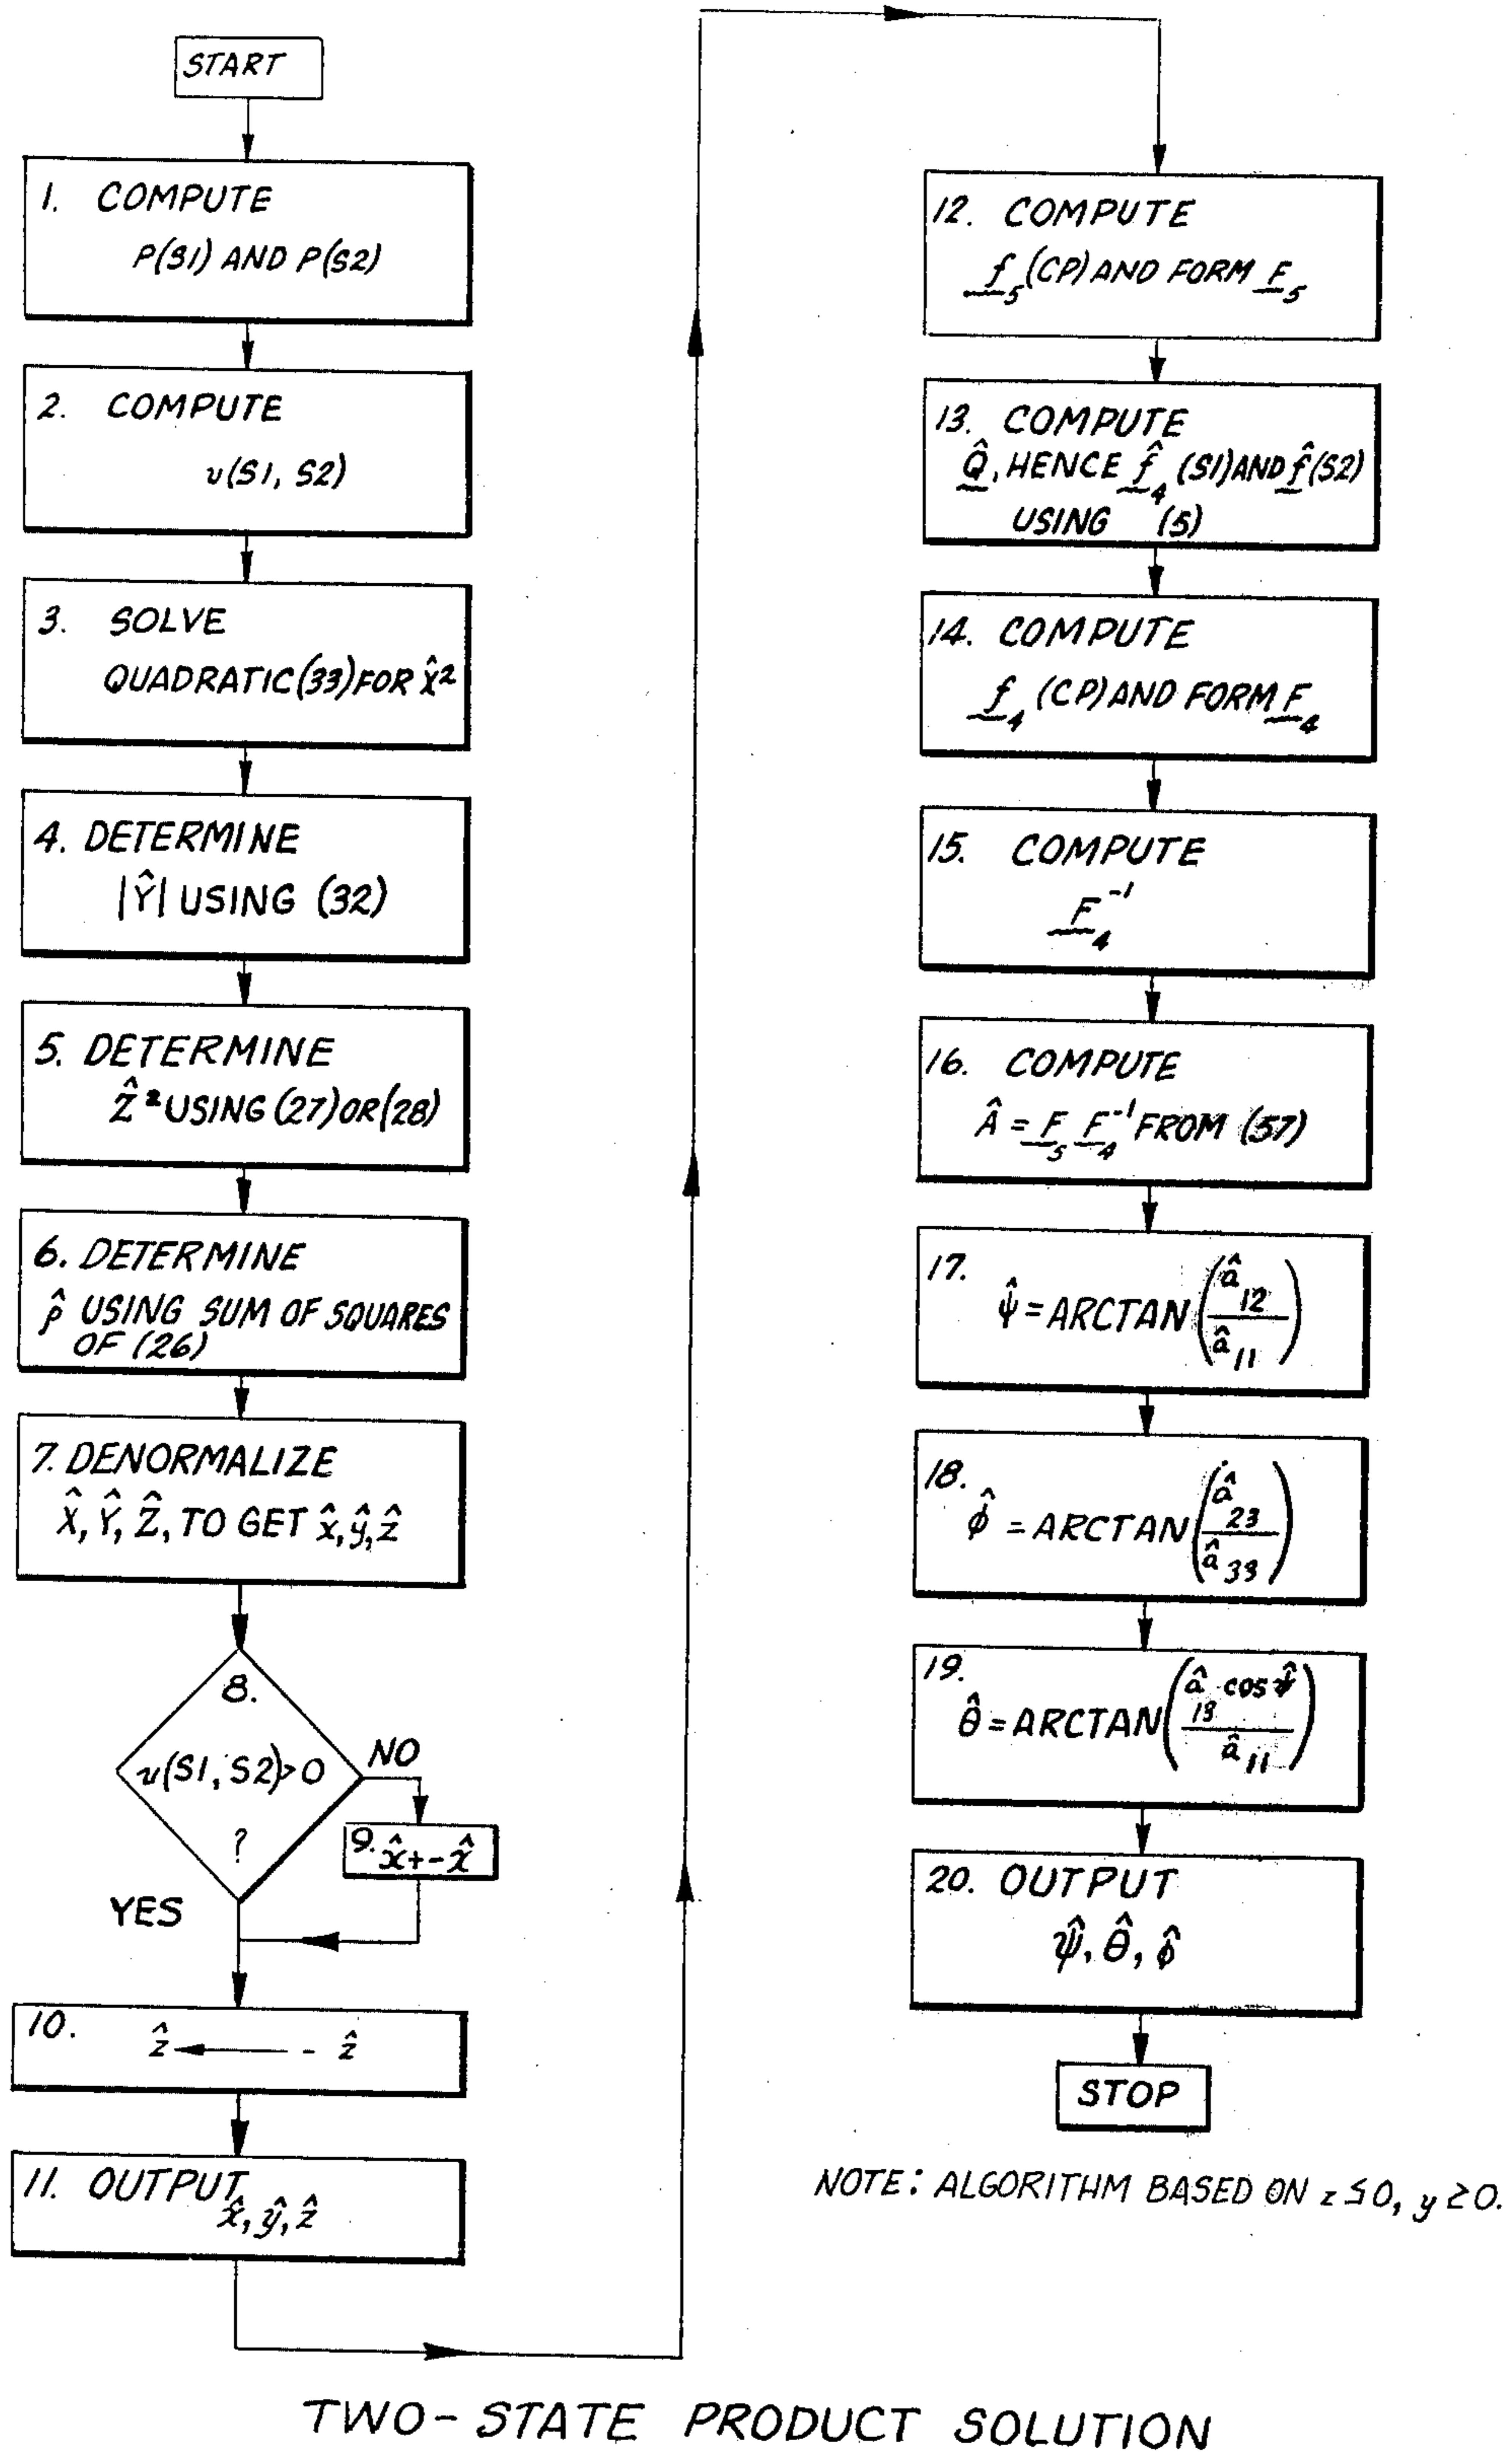 START
1. COMPUTE
P(S1) AND P(S2)
2. COMPUTE
v(S1, S2)
3. SOLVE
QUADRATIC (33) FOR X̂²
4. DETERMINE
|Ŷ| USING (32)
5. DETERMINE
Ẑ² USING (27) OR (28)
6. DETERMINE
ρ̂ USING SUM OF SQUARES
OF (26)
7. DENORMALIZE
X̂, Ŷ, Ẑ, TO GET x̂, ŷ, ẑ
8.
v(S1, S2)>0
?
NO
YES
9. x̂ ← - x̂
10. ẑ ← - ẑ
11. OUTPUT
x̂, ŷ, ẑ
12. COMPUTE
f₅ (CP) AND FORM F₅
13. COMPUTE
Q̂, HENCE f̂₄ (S1) AND f̂ (S2)
USING (5)
14. COMPUTE
f₄ (CP) AND FORM F₄
15. COMPUTE
F₄⁻¹
16. COMPUTE
Â = F₅ F₄⁻¹ FROM (57)
17. ψ̂ = ARCTAN (â₁₂ / â₁₁)
18. φ̂ = ARCTAN (â₂₃ / â₃₃)
19. θ̂ = ARCTAN (â₁₃ cos ψ̂ / â₁₁)
20. OUTPUT
ψ̂, θ̂, φ̂
STOP
NOTE: ALGORITHM BASED ON z ≤ 0, y ≥ 0.
TWO-STATE PRODUCT SOLUTION